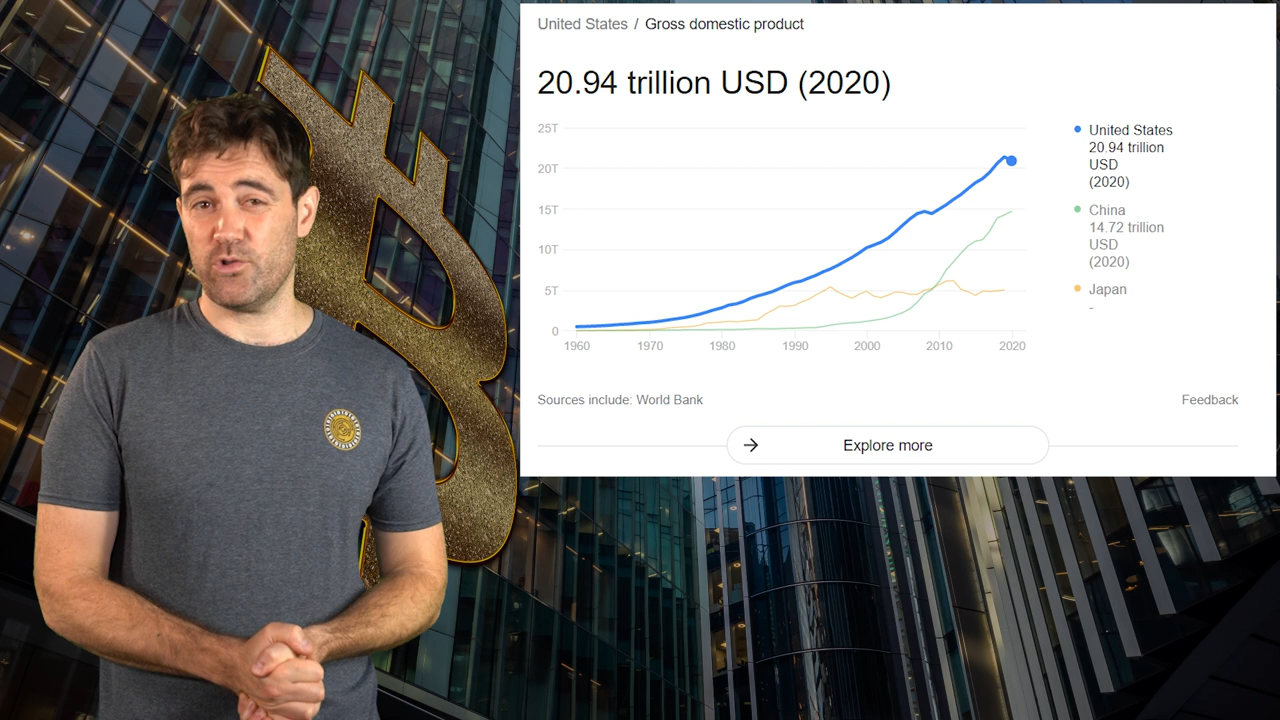 United States / Gross domestic product
20.94 trillion USD (2020)
25T
20T
15T
10T
5T
0
1960 1970 1980 1990 2000 2010 2020
United States
20.94 trillion
USD
(2020)
China
14.72 trillion
USD
(2020)
Japan
-
Sources include: World Bank
Feedback
Explore more